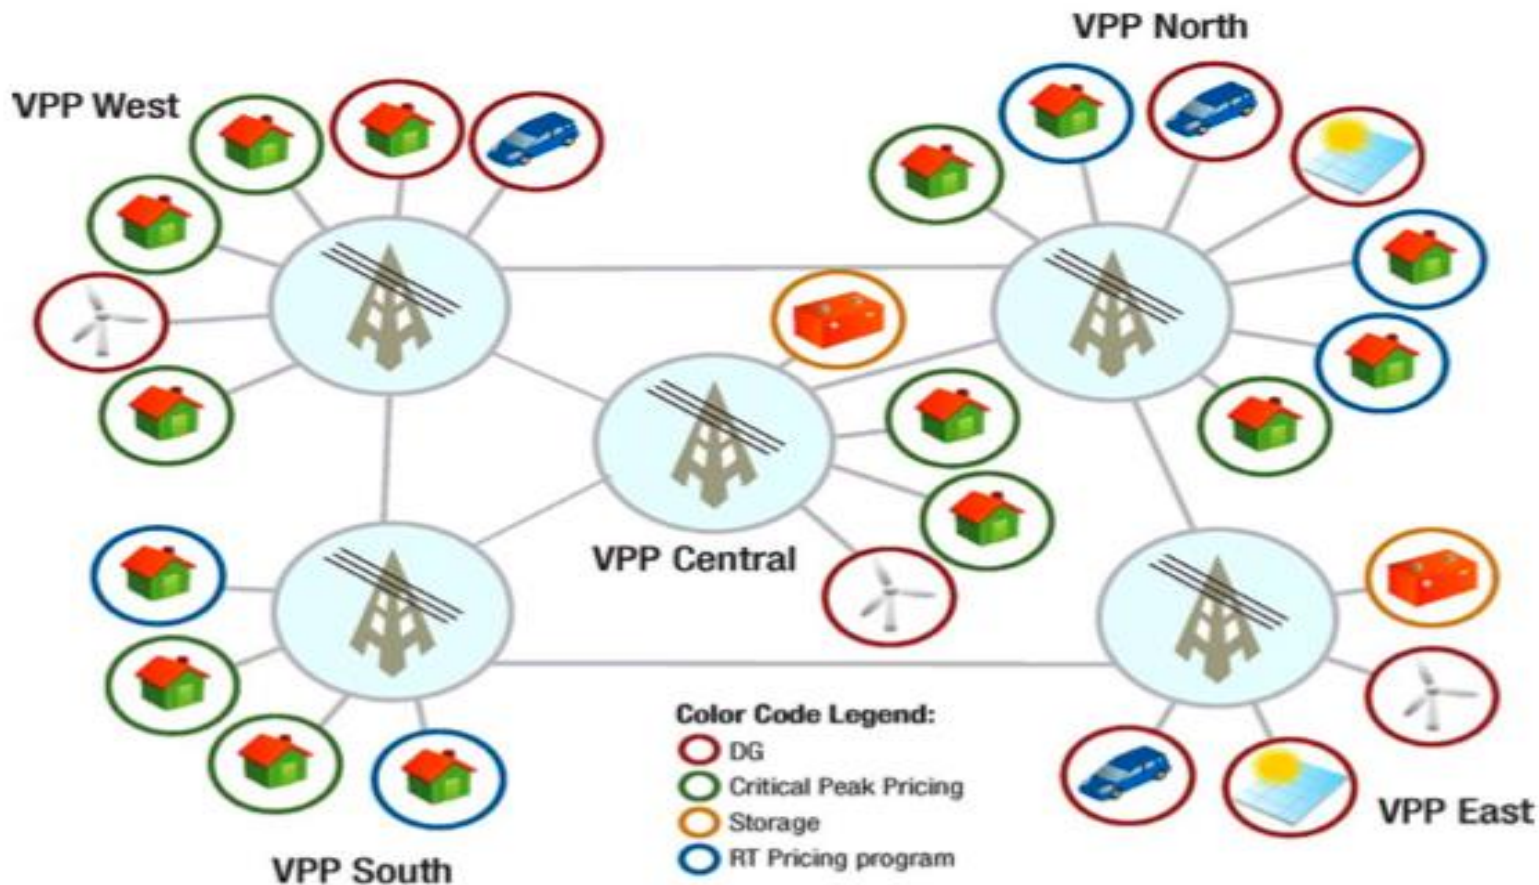 VPP North
VPP West
VPP Central
Color Code Legend:
DG
Critical Peak Pricing
Storage
RT Pricing program
VPP East
VPP South